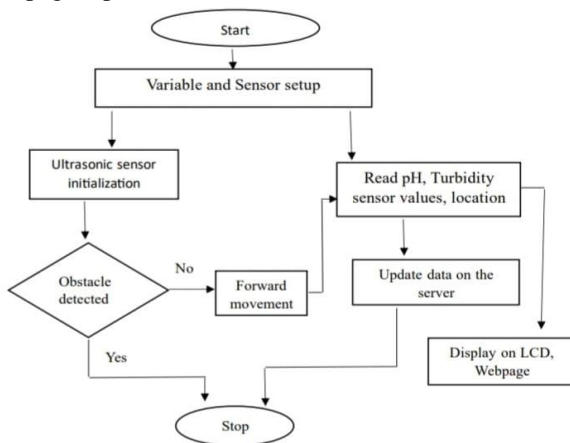 Start
Variable and Sensor setup
Ultrasonic sensor
initialization
Read pH, Turbidity
sensor values, location
Obstacle
detected
No
Forward
movement
Update data on the
server
Yes
Display on LCD,
Webpage
Stop